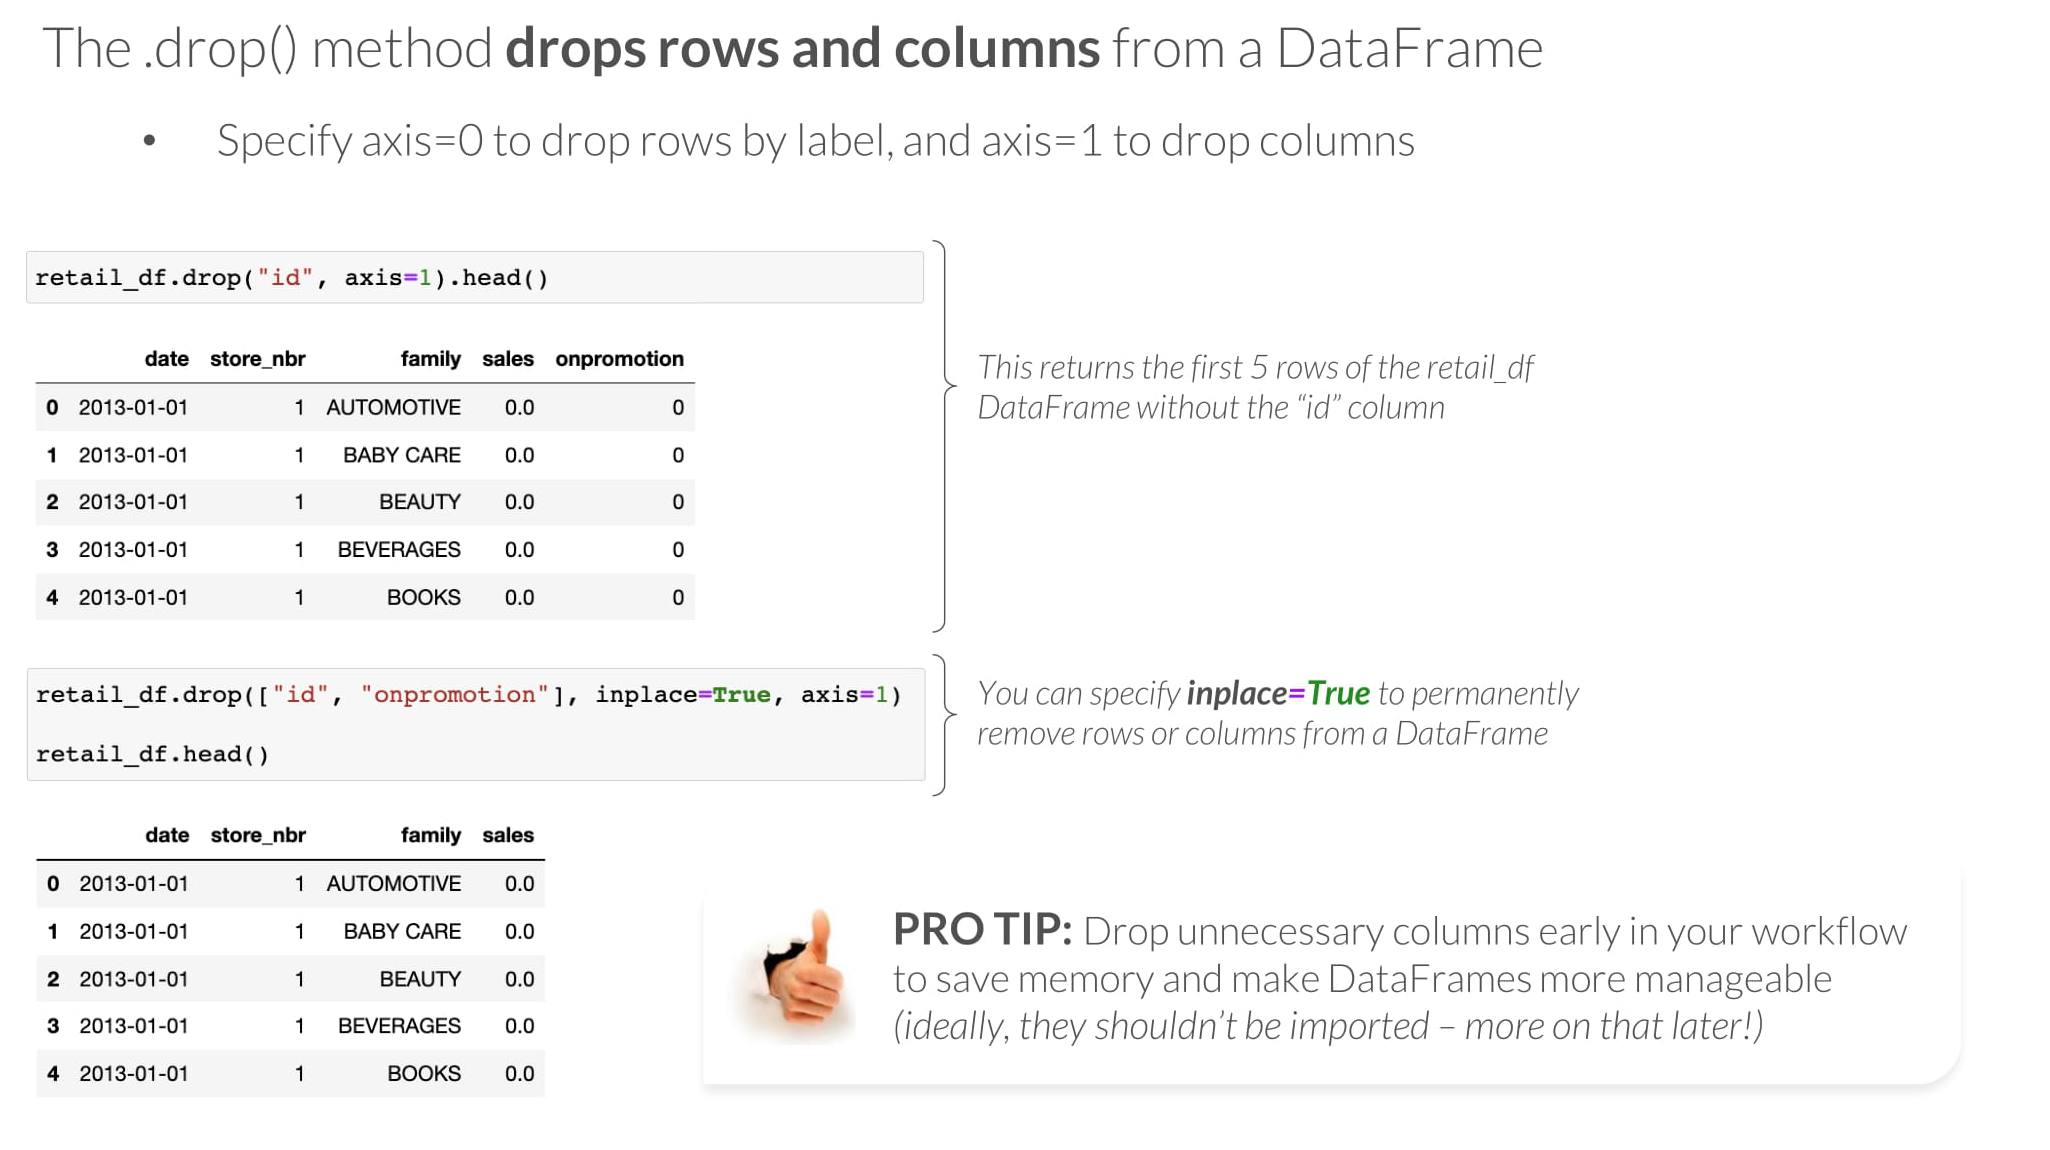 The .drop() method drops rows and columns from a DataFrame
• Specify axis=0 to drop rows by label, and axis=1 to drop columns
retail_df.drop("id", axis=1).head()
date store_nbr family sales onpromotion
0 2013-01-01 1 AUTOMOTIVE 0.0 0
1 2013-01-01 1 BABY CARE 0.0 0
2 2013-01-01 1 BEAUTY 0.0 0
3 2013-01-01 1 BEVERAGES 0.0 0
4 2013-01-01 1 BOOKS 0.0 0
This returns the first 5 rows of the retail_df
DataFrame without the “id” column
retail_df.drop(["id", "onpromotion"], inplace=True, axis=1)
retail_df.head()
You can specify inplace=True to permanently
remove rows or columns from a DataFrame
date store_nbr family sales
0 2013-01-01 1 AUTOMOTIVE 0.0
1 2013-01-01 1 BABY CARE 0.0
2 2013-01-01 1 BEAUTY 0.0
3 2013-01-01 1 BEVERAGES 0.0
4 2013-01-01 1 BOOKS 0.0
PRO TIP: Drop unnecessary columns early in your workflow
to save memory and make DataFrames more manageable
(ideally, they shouldn’t be imported – more on that later!)